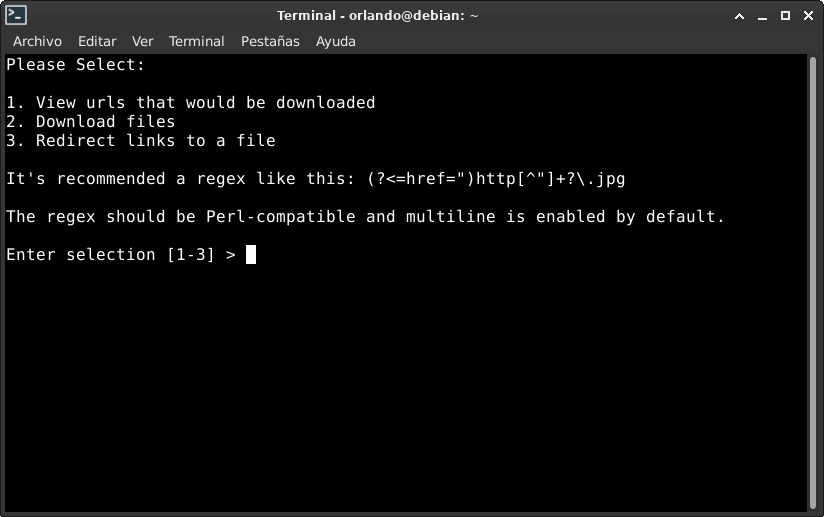 Terminal - orlando@debian: ~
Archivo Editar Ver Terminal Pestañas Ayuda
Please Select:
1. View urls that would be downloaded
2. Download files
3. Redirect links to a file
It's recommended a regex like this: (?<=href=")http[^"]+?\.jpg
The regex should be Perl-compatible and multiline is enabled by default.
Enter selection [1-3] >